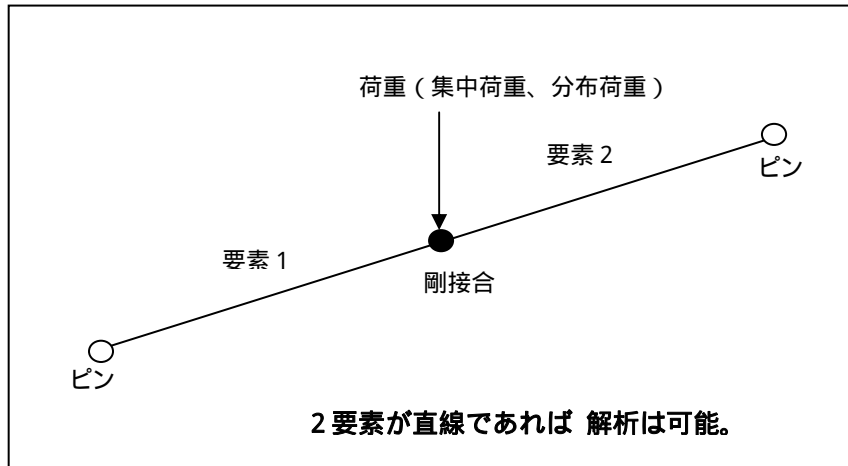 荷重（集中荷重、分布荷重）
要素２
ピン
要素１
剛接合
ピン
２要素が直線であれば 解析は可能。